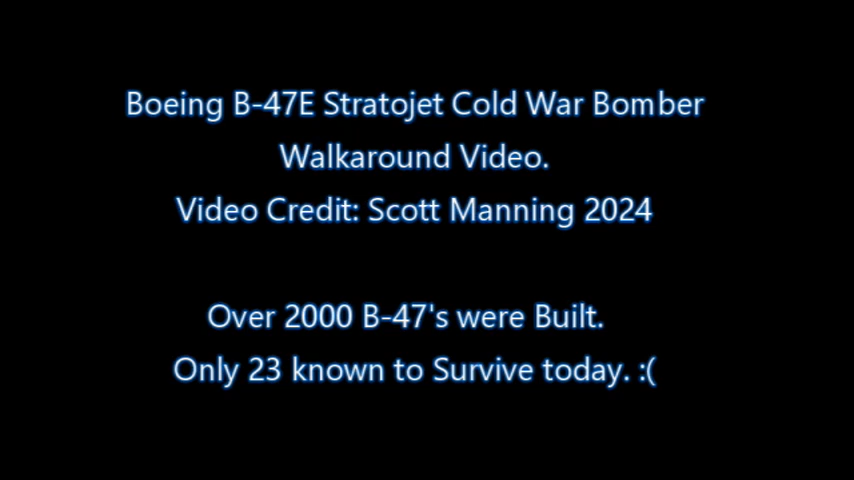 Boeing B-47E Stratojet Cold War Bomber
Walkaround Video.
Video Credit: Scott Manning 2024
Over 2000 B-47's were Built.
Only 23 known to Survive today. :(